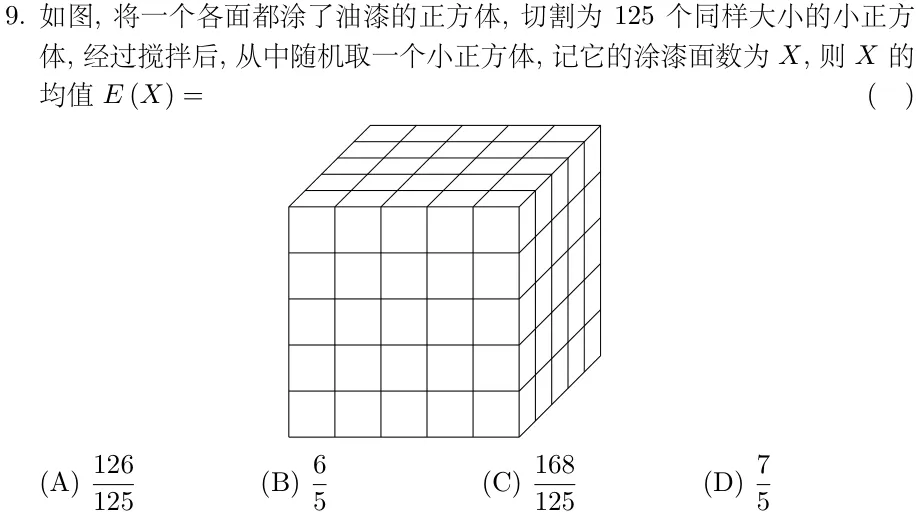 9. 如图, 将一个各面都涂了油漆的正方体, 切割为 125 个同样大小的小正方
体, 经过搅拌后, 从中随机取一个小正方体, 记它的涂漆面数为 X, 则 X 的
均值 E (X) = ( )
(A) 126/125 (B) 6/5 (C) 168/125 (D) 7/5